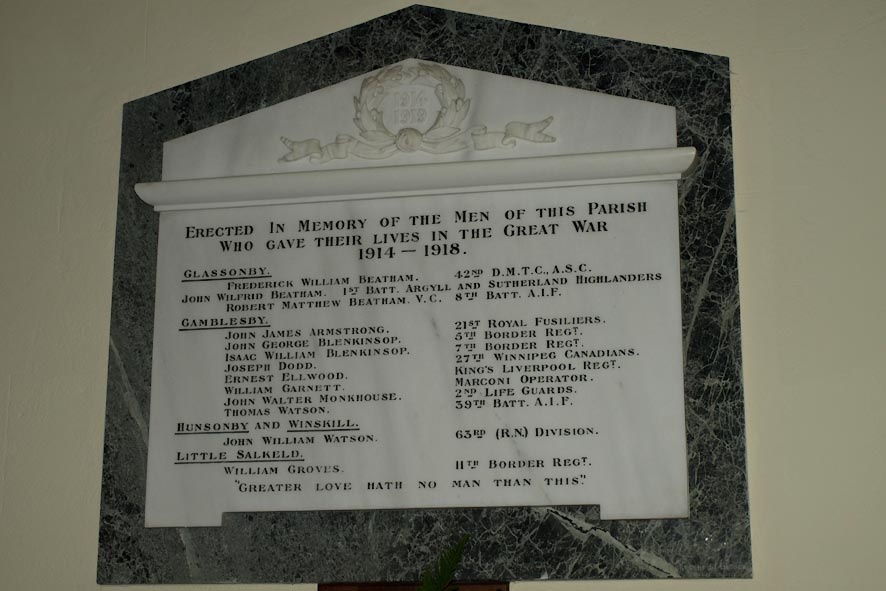 1914
1919
ERECTED IN MEMORY OF THE MEN OF THIS PARISH
WHO GAVE THEIR LIVES IN THE GREAT WAR
1914 — 1918.
GLASSONBY.
FREDERICK WILLIAM BEATHAM. 42ND D.M.T.C., A.S.C.
JOHN WILFRID BEATHAM. 1ST BATT. ARGYLL AND SUTHERLAND HIGHLANDERS
ROBERT MATTHEW BEATHAM. V.C. 8TH BATT. A.I.F.
GAMBLESBY.
JOHN JAMES ARMSTRONG. 21ST ROYAL FUSILIERS.
JOHN GEORGE BLENKINSOP. 5TH BORDER REGT.
ISAAC WILLIAM BLENKINSOP. 7TH BORDER REGT.
JOSEPH DODD. 27TH WINNIPEG CANADIANS.
ERNEST ELLWOOD. KING'S LIVERPOOL REGT.
WILLIAM GARNETT. MARCONI OPERATOR.
JOHN WALTER MONKHOUSE. 2ND LIFE GUARDS.
THOMAS WATSON. 39TH BATT. A.I.F.
HUNSONBY AND WINSKILL.
JOHN WILLIAM WATSON. 63RD (R.N.) DIVISION.
LITTLE SALKELD.
WILLIAM GROVES. 11TH BORDER REGT.
"GREATER LOVE HATH NO MAN THAN THIS."